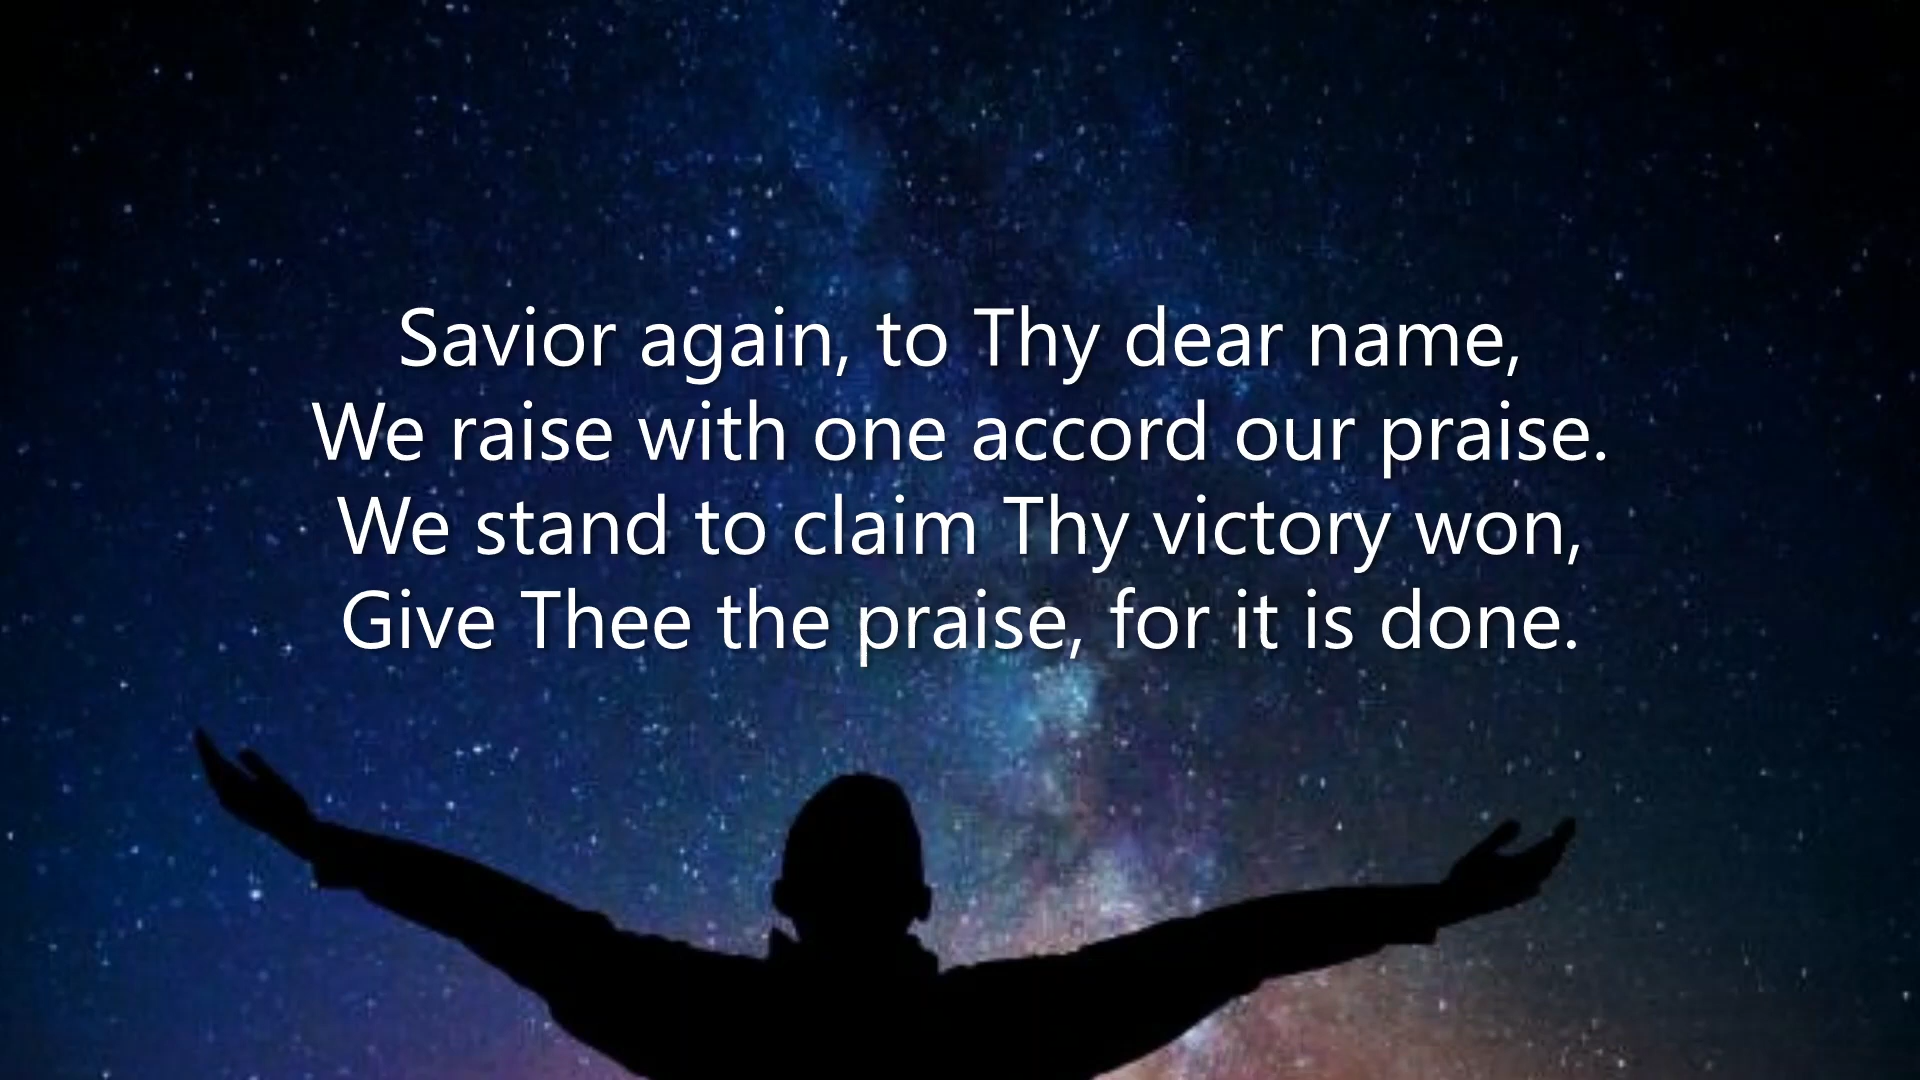 Savior again, to Thy dear name,
We raise with one accord our praise.
We stand to claim Thy victory won,
Give Thee the praise, for it is done.